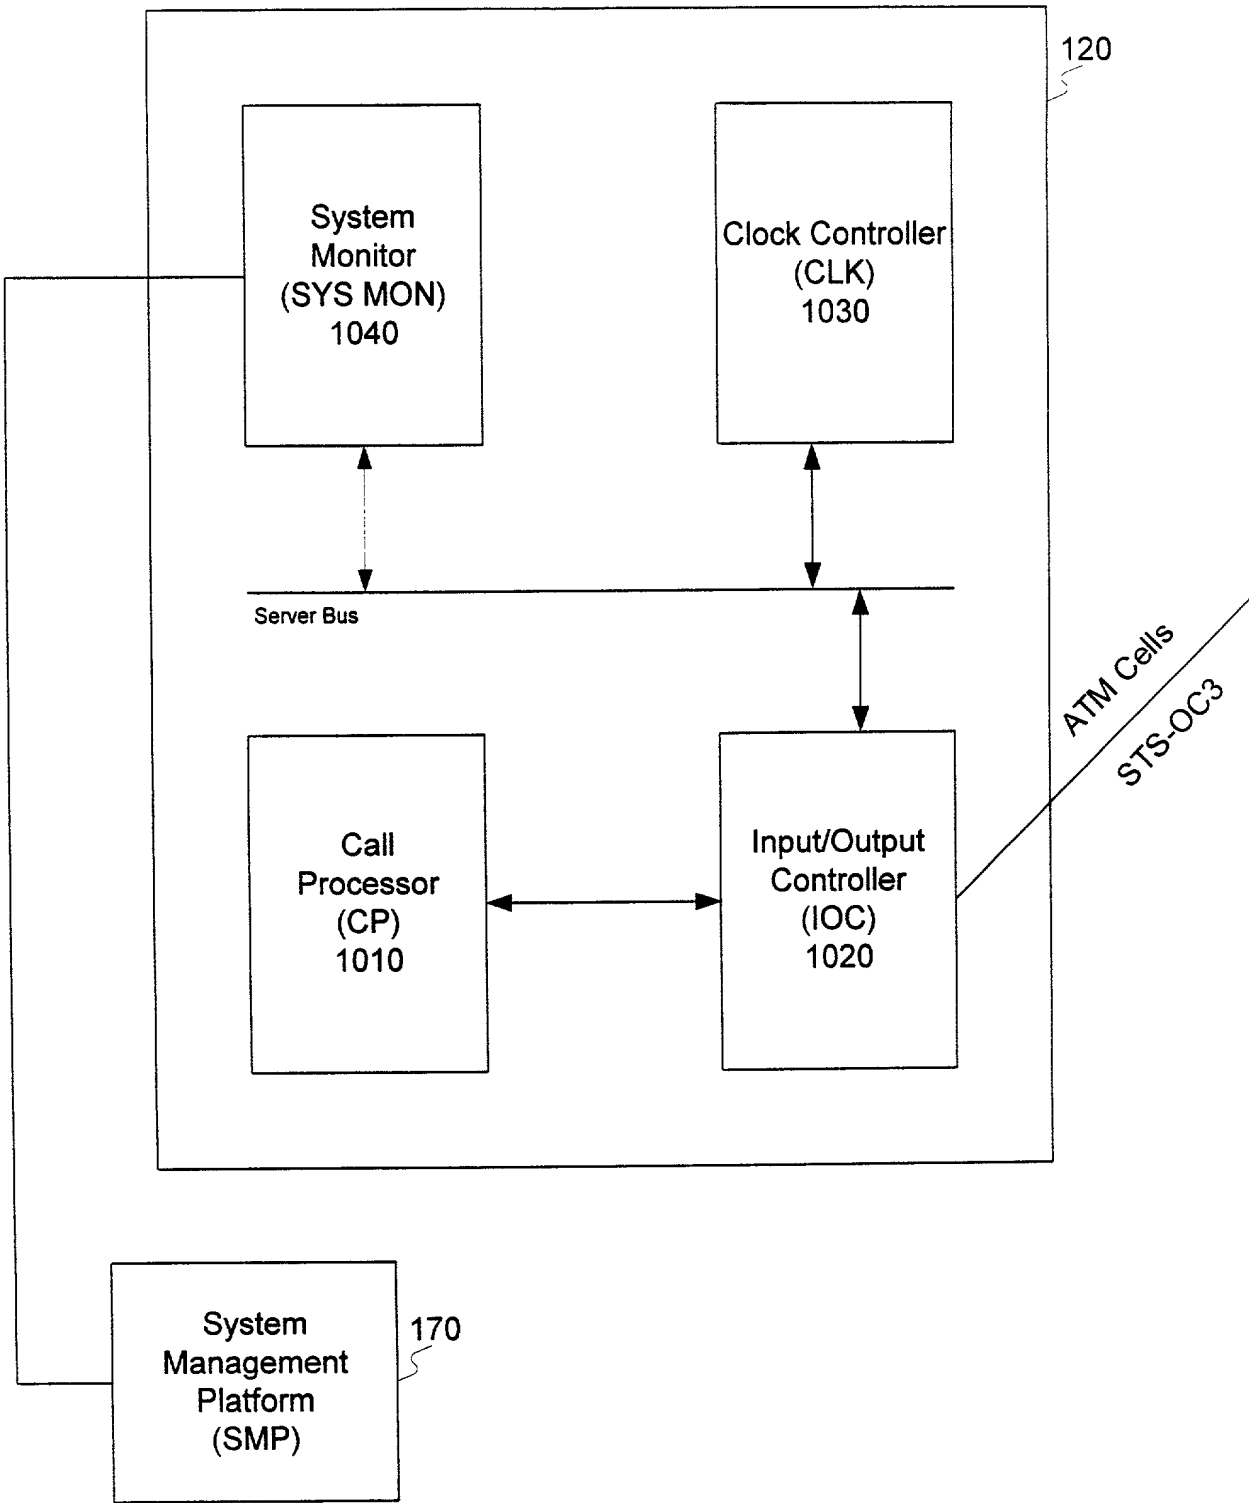 120
System
Monitor
(SYS MON)
1040
Clock Controller
(CLK)
1030
Server Bus
ATM Cells
STS-OC3
Call
Processor
(CP)
1010
Input/Output
Controller
(IOC)
1020
System
Management
Platform
(SMP)
170